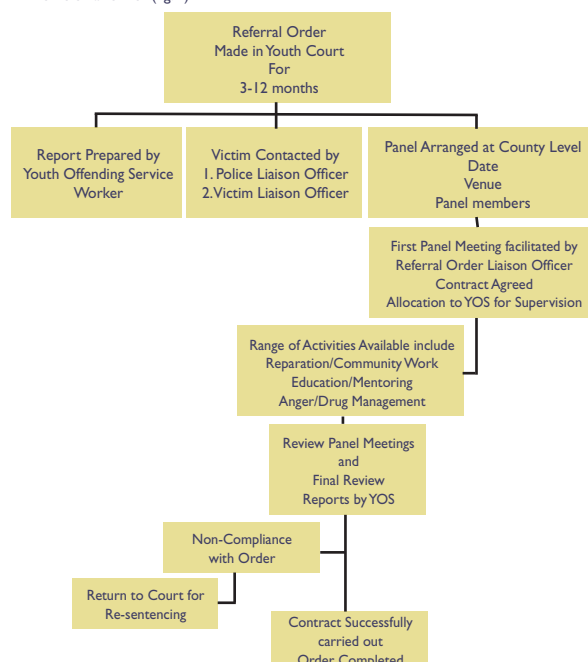 Referral Order
Made in Youth Court
For
3-12 months
Report Prepared by
Youth Offending Service
Worker
Victim Contacted by
1. Police Liaison Officer
2. Victim Liaison Officer
Panel Arranged at County Level
Date
Venue
Panel members
First Panel Meeting facilitated by
Referral Order Liaison Officer
Contract Agreed
Allocation to YOS for Supervision
Range of Activities Available include
Reparation/Community Work
Education/Mentoring
Anger/Drug Management
Review Panel Meetings
and
Final Review
Reports by YOS
Non-Compliance
with Order
Return to Court for
Re-sentencing
Contract Successfully
carried out
Order Completed